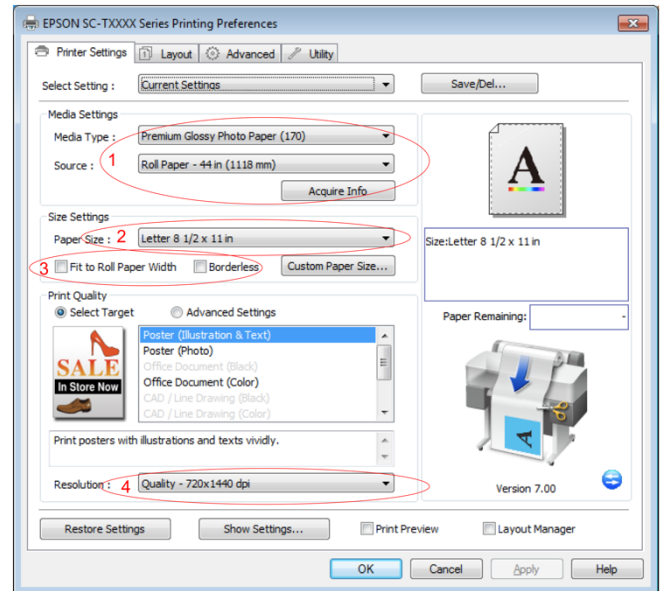 EPSON SC-TXXXX Series Printing Preferences
Printer Settings Layout Advanced Utility
Select Setting : Current Settings Save/Del...
Media Settings
Media Type : Premium Glossy Photo Paper (170)
1
Source : Roll Paper - 44 in (1118 mm)
Acquire Info
A
Size Settings
Paper Size : 2 Letter 8 1/2 x 11 in
Size:Letter 8 1/2 x 11 in
3 Fit to Roll Paper Width Borderless Custom Paper Size...
Print Quality
Select Target Advanced Settings
Paper Remaining: -
SALE
In Store Now
Poster (Illustration & Text)
Poster (Photo)
Office Document (Black)
Office Document (Color)
CAD / Line Drawing (Black)
CAD / Line Drawing (Color)
Print posters with illustrations and texts vividly.
A
Resolution : 4 Quality - 720x1440 dpi
Version 7.00
Restore Settings Show Settings... Print Preview Layout Manager
OK Cancel Apply Help